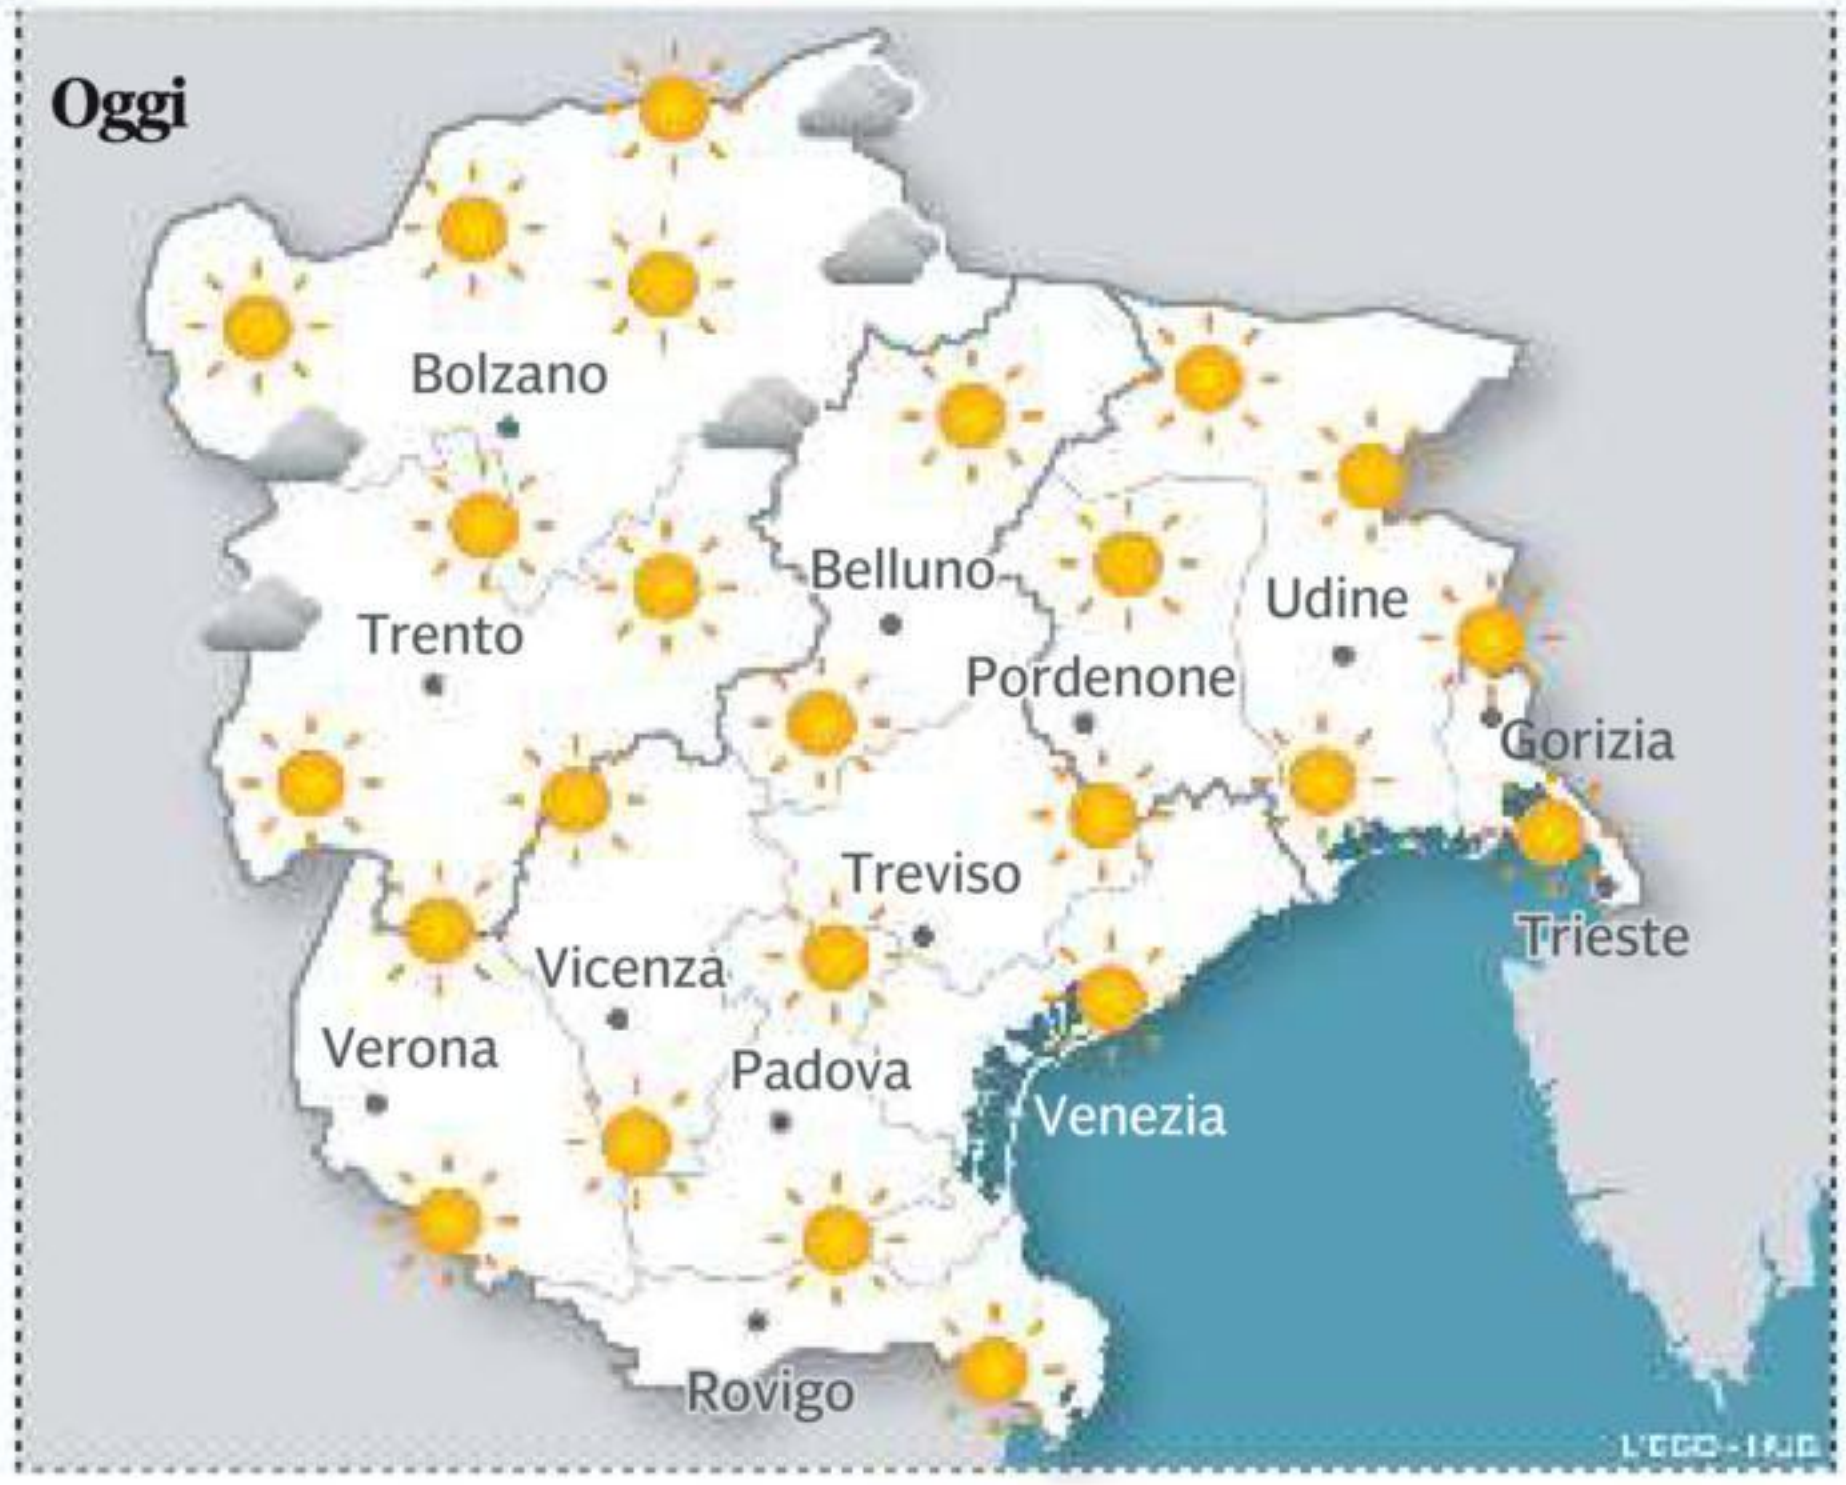 Oggi
Bolzano
Belluno
Udine
Trento
Pordenone
Gorizia
Treviso
Trieste
Vicenza
Verona
Padova
Venezia
Rovigo